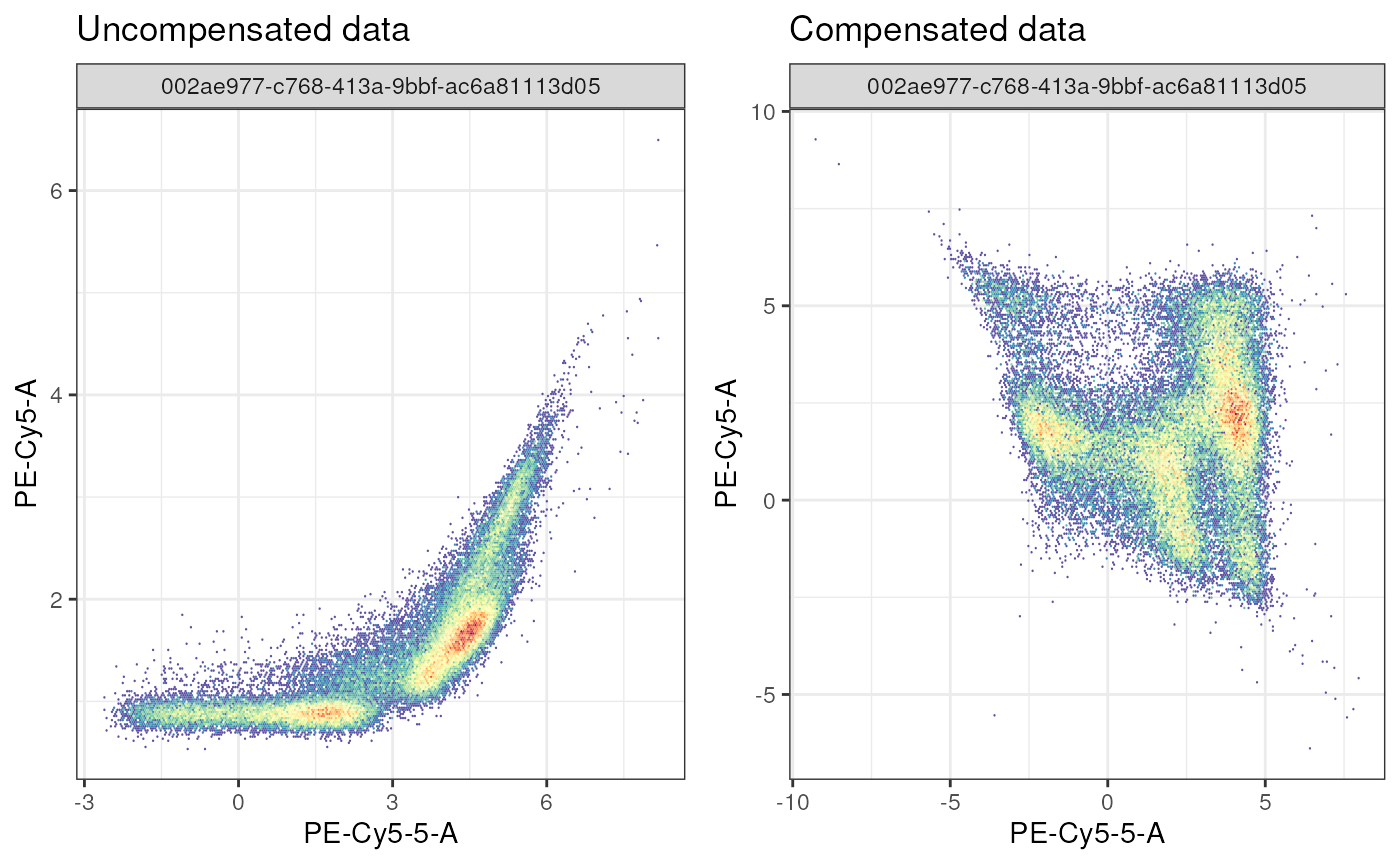 Uncompensated data
002ae977-c768-413a-9bbf-ac6a81113d05
6
4
2
PE-Cy5-A
-3
0
3
6
PE-Cy5-5-A
Compensated data
002ae977-c768-413a-9bbf-ac6a81113d05
10
5
0
-5
PE-Cy5-A
-10
-5
0
5
PE-Cy5-5-A